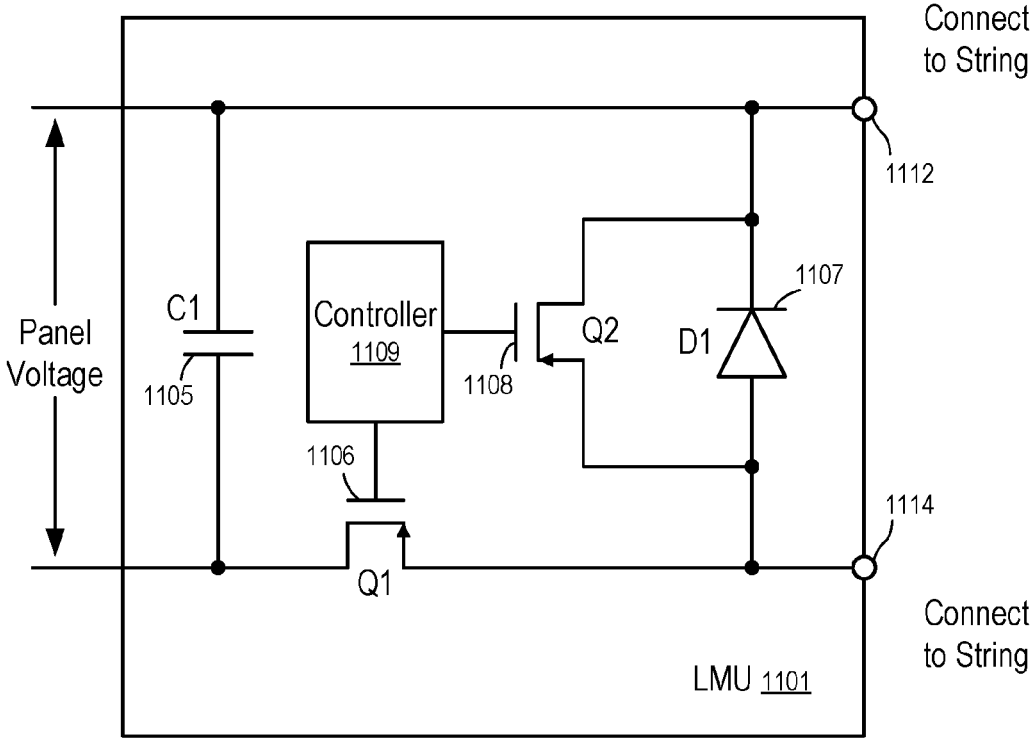 Connect
to String
1112
1107
C1
Controller
1109
Q2
D1
Panel
Voltage
1105
1108
1106
1114
Q1
Connect
to String
LMU 1101